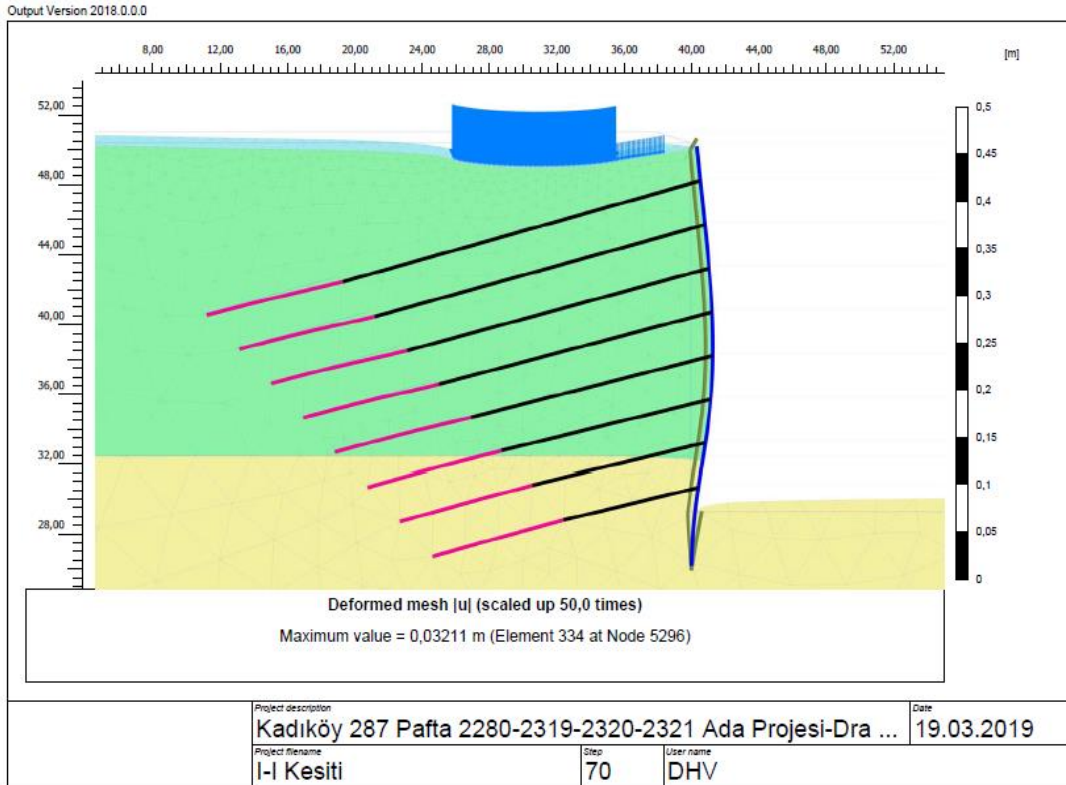 Output Version 2018.0.0.0
8,00 12,00 16,00 20,00 24,00 28,00 32,00 36,00 40,00 44,00 48,00 52,00
[m]
52,00
48,00
44,00
40,00
36,00
32,00
28,00
0,5
0,45
0,4
0,35
0,3
0,25
0,2
0,15
0,1
0,05
0
Deformed mesh |u| (scaled up 50,0 times)
Maximum value = 0,03211 m (Element 334 at Node 5296)
Project description
Kadıköy 287 Pafta 2280-2319-2320-2321 Ada Projesi-Dra ...
Date
19.03.2019
Project filename
I-I Kesiti
Step
70
User name
DHV